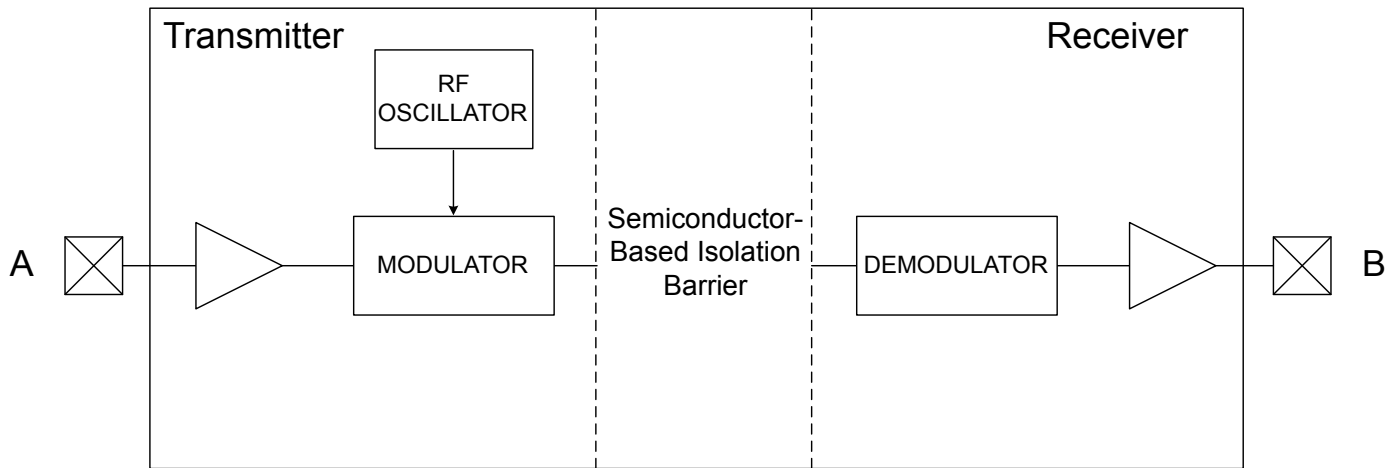 Transmitter
Receiver
RF
OSCILLATOR
A
MODULATOR
Semiconductor-
Based Isolation
Barrier
DEMODULATOR
B